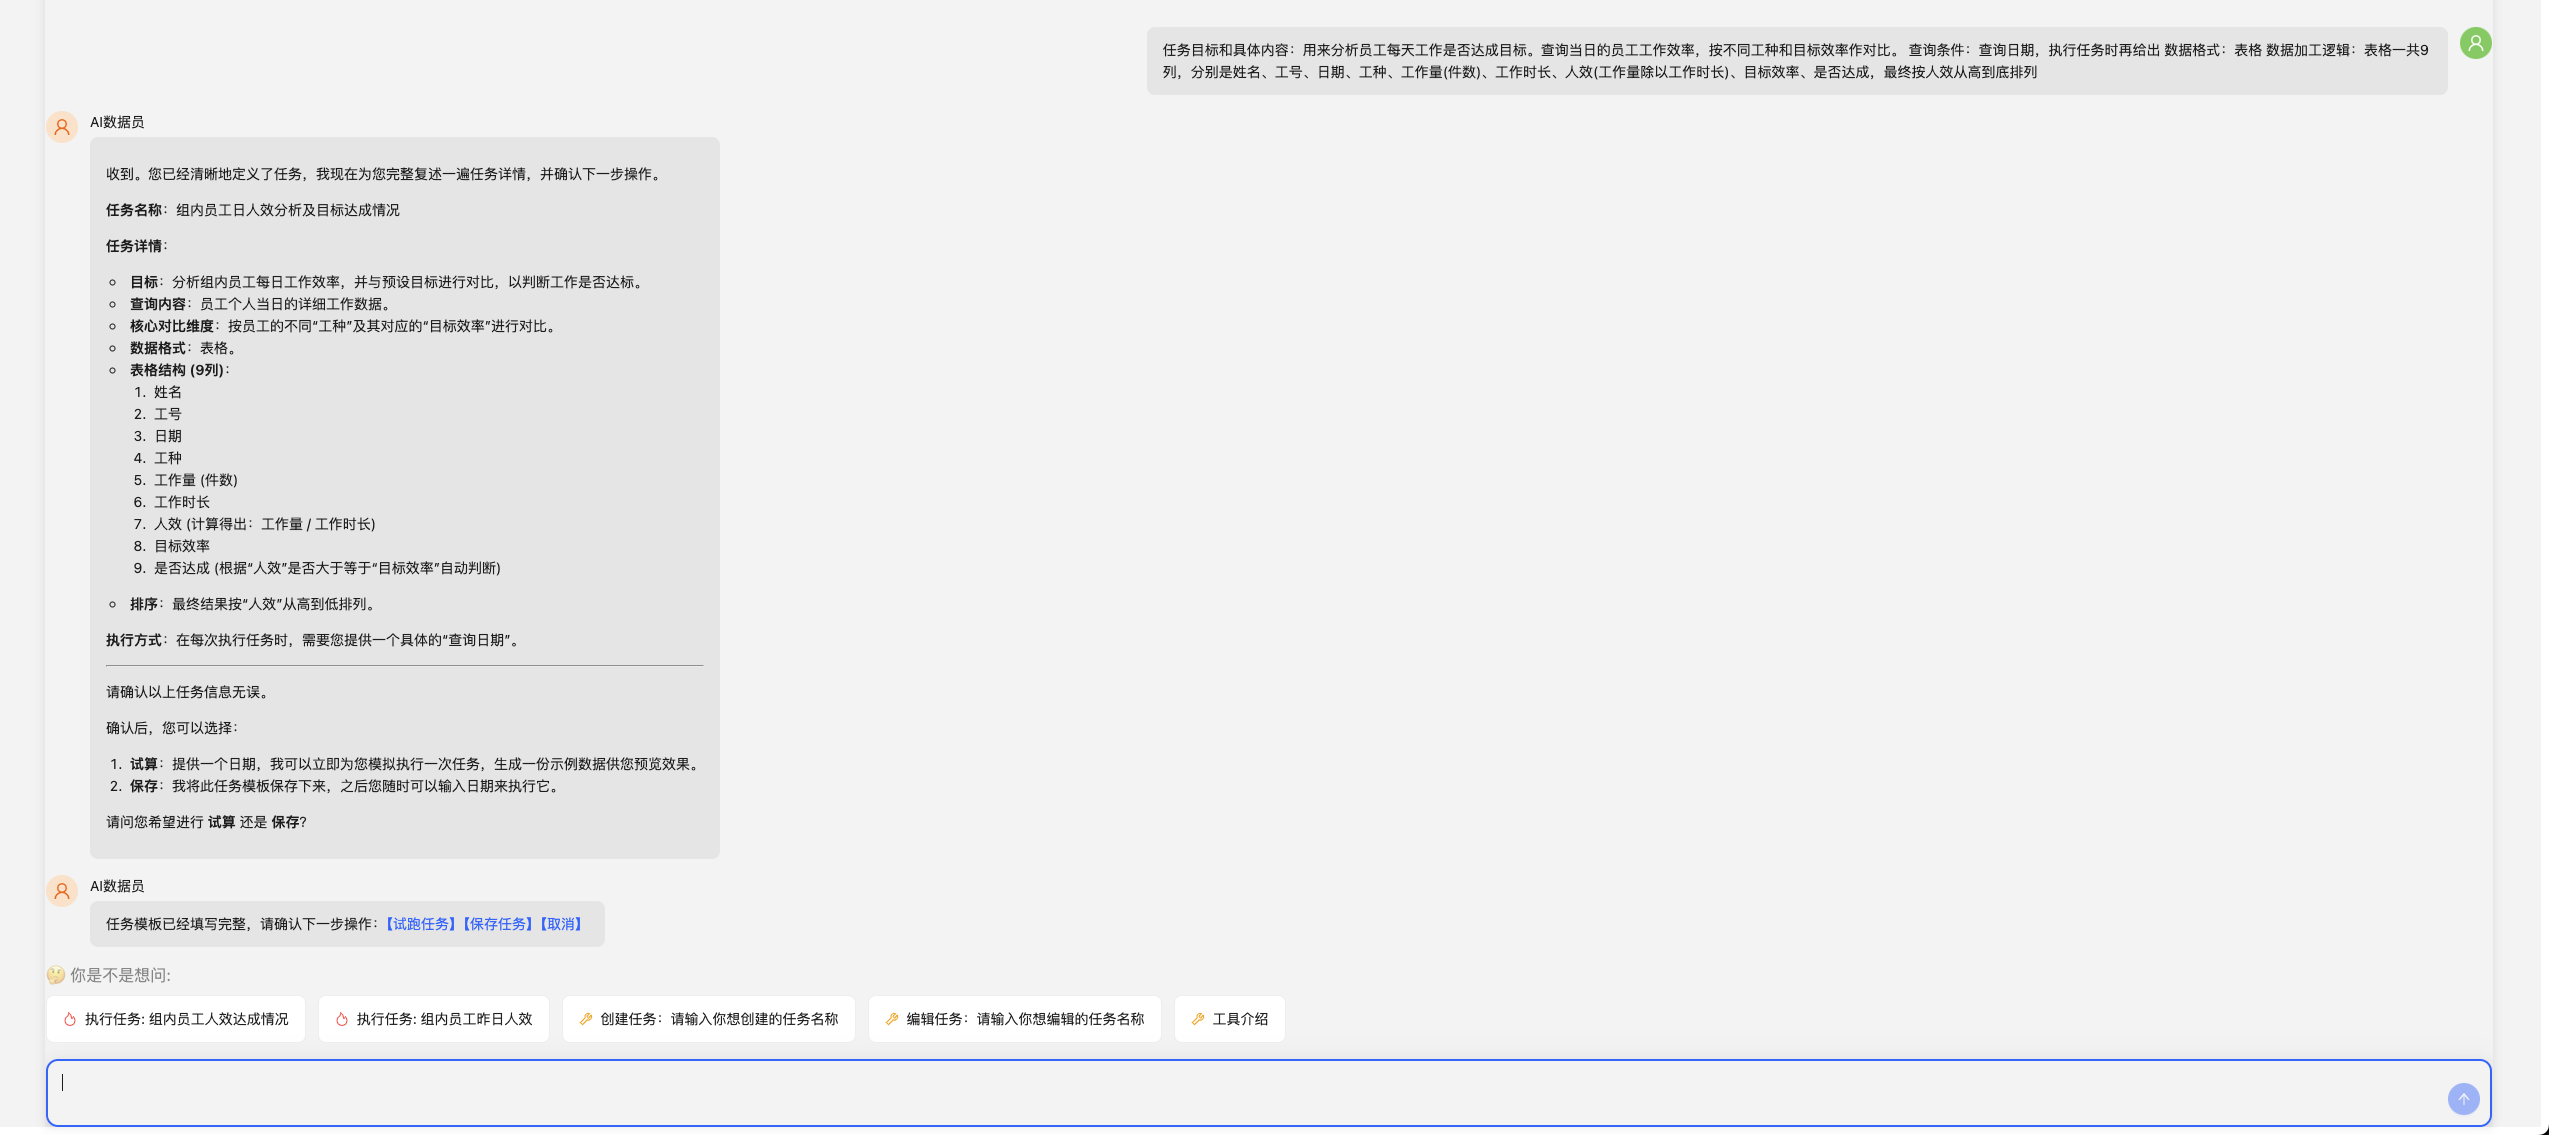 任务目标和具体内容：用来分析员工每天工作是否达成目标。查询当日的员工工作效率，按不同工种和目标效率作对比。 查询条件：查询日期，执行任务时再给出 数据格式：表格 数据加工逻辑：表格一共9
列，分别是姓名、工号、日期、工种、工作量(件数)、工作时长、人效(工作量除以工作时长)、目标效率、是否达成，最终按人效从高到底排列
AI数据员
收到。您已经清晰地定义了任务，我现在为您完整复述一遍任务详情，并确认下一步操作。
任务名称：组内员工日人效分析及目标达成情况
任务详情：
目标：分析组内员工每日工作效率，并与预设目标进行对比，以判断工作是否达标。
查询内容：员工个人当日的详细工作数据。
核心对比维度：按员工的不同“工种”及其对应的“目标效率”进行对比。
数据格式：表格。
表格结构 (9列)：
1. 姓名
2. 工号
3. 日期
4. 工种
5. 工作量 (件数)
6. 工作时长
7. 人效 (计算得出：工作量 / 工作时长)
8. 目标效率
9. 是否达成 (根据“人效”是否大于等于“目标效率”自动判断)
排序：最终结果按“人效”从高到低排列。
执行方式：在每次执行任务时，需要您提供一个具体的“查询日期”。
请确认以上任务信息无误。
确认后，您可以选择：
1. 试算：提供一个日期，我可以立即为您模拟执行一次任务，生成一份示例数据供您预览效果。
2. 保存：我将此任务模板保存下来，之后您随时可以输入日期来执行它。
请问您希望进行 试算 还是 保存？
AI数据员
任务模板已经填写完整，请确认下一步操作：【试跑任务】【保存任务】【取消】
你是不是想问:
执行任务: 组内员工人效达成情况
执行任务: 组内员工昨日人效
创建任务：请输入你想创建的任务名称
编辑任务：请输入你想编辑的任务名称
工具介绍